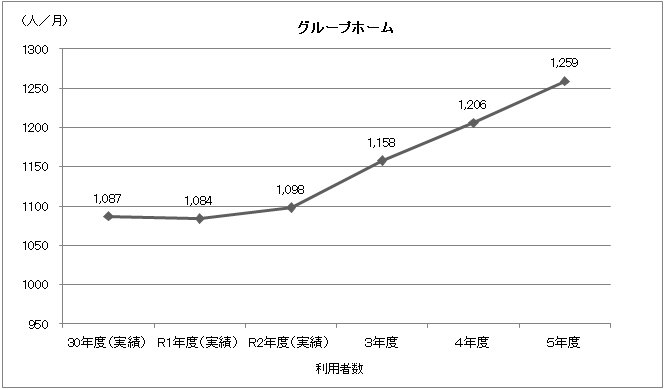 （人／月）
グループホーム
1300
1250
1200
1150
1100
1050
1000
950
1,087
1,084
1,098
1,158
1,206
1,259
30年度（実績）
R1年度（実績）
R2年度（実績）
３年度
４年度
５年度
利用者数